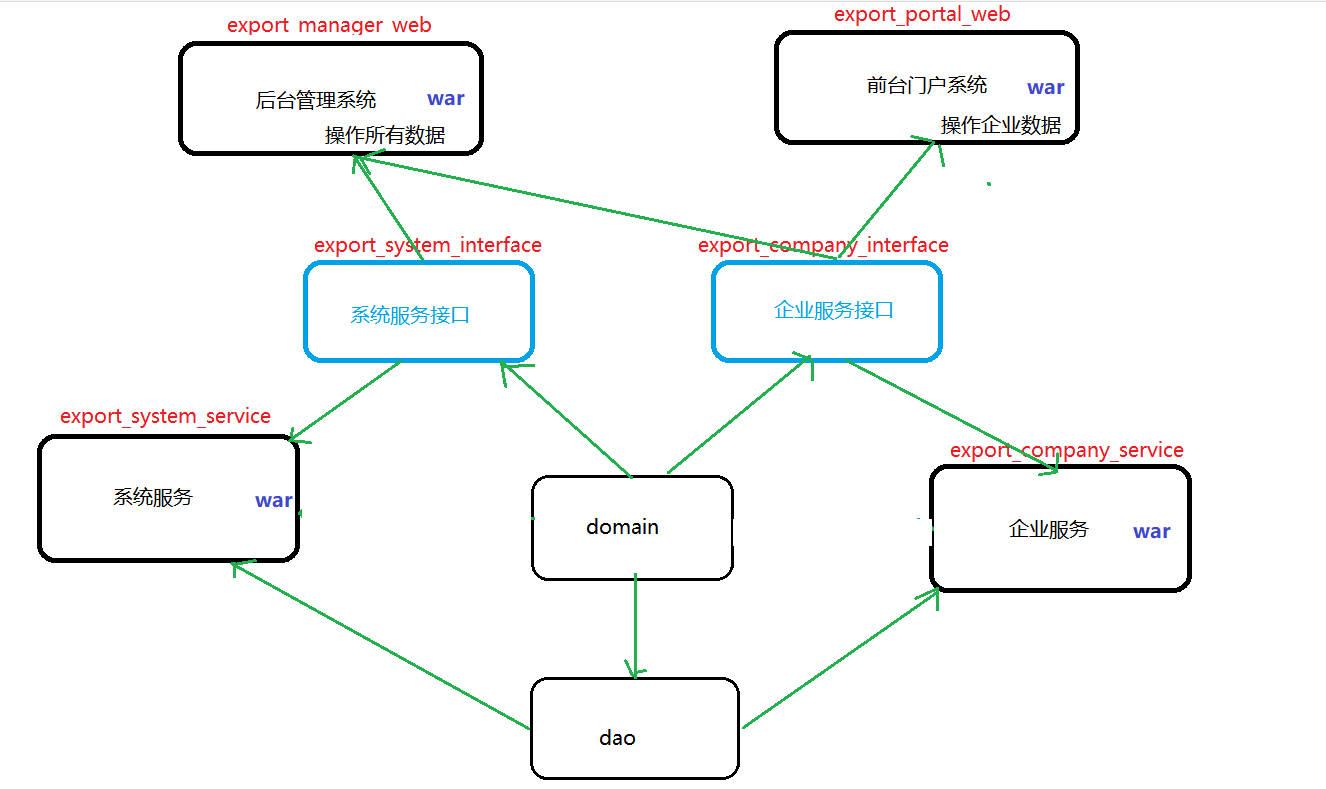 export_manager_web
export_portal_web
后台管理系统 war
操作所有数据
前台门户系统 war
操作企业数据
export_system_interface
export_company_interface
系统服务接口
企业服务接口
export_system_service
export_company_service
系统服务 war
domain
企业服务 war
dao